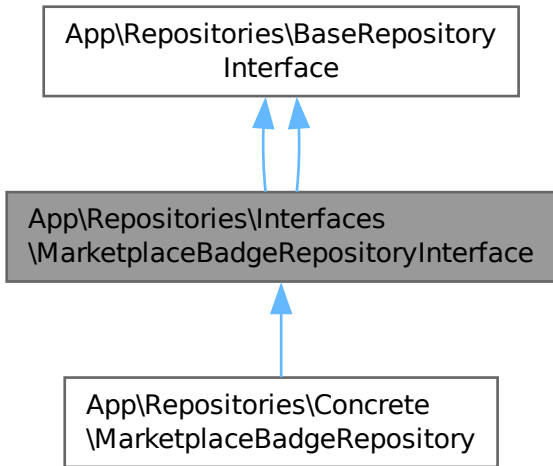 App\Repositories\BaseRepository
Interface
App\Repositories\Interfaces
\MarketplaceBadgeRepositoryInterface
App\Repositories\Concrete
\MarketplaceBadgeRepository